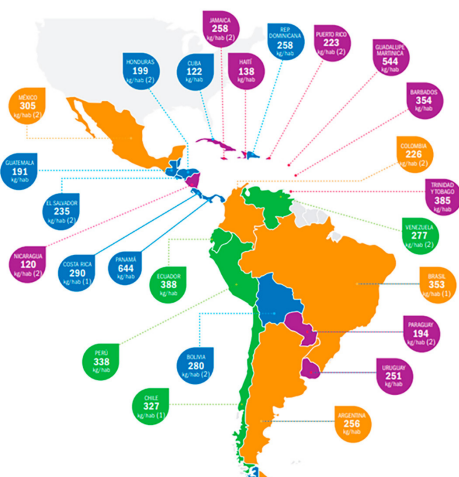 JAMAICA
258
kg/hab (2)
REP.
DOMINICANA
258
kg/hab
PUERTO RICO
223
kg/hab (2)
GUADALUPE
MARTINICA
544
kg/hab
HONDURAS
199
kg/hab (2)
CUBA
122
kg/hab
HAITÍ
138
kg/hab
BARBADOS
354
kg/hab
MÉXICO
305
kg/hab (2)
COLOMBIA
226
kg/hab (2)
GUATEMALA
191
kg/hab
TRINIDAD
Y TOBAGO
385
kg/hab
EL SALVADOR
235
kg/hab (2)
VENEZUELA
277
kg/hab (2)
NICARAGUA
120
kg/hab (2)
COSTA RICA
290
kg/hab (1)
PANAMÁ
644
kg/hab
ECUADOR
388
kg/hab
BRASIL
353
kg/hab (1)
PARAGUAY
194
kg/hab (2)
PERÚ
338
kg/hab
BOLIVIA
280
kg/hab (2)
URUGUAY
251
kg/hab
CHILE
327
kg/hab (1)
ARGENTINA
256
kg/hab